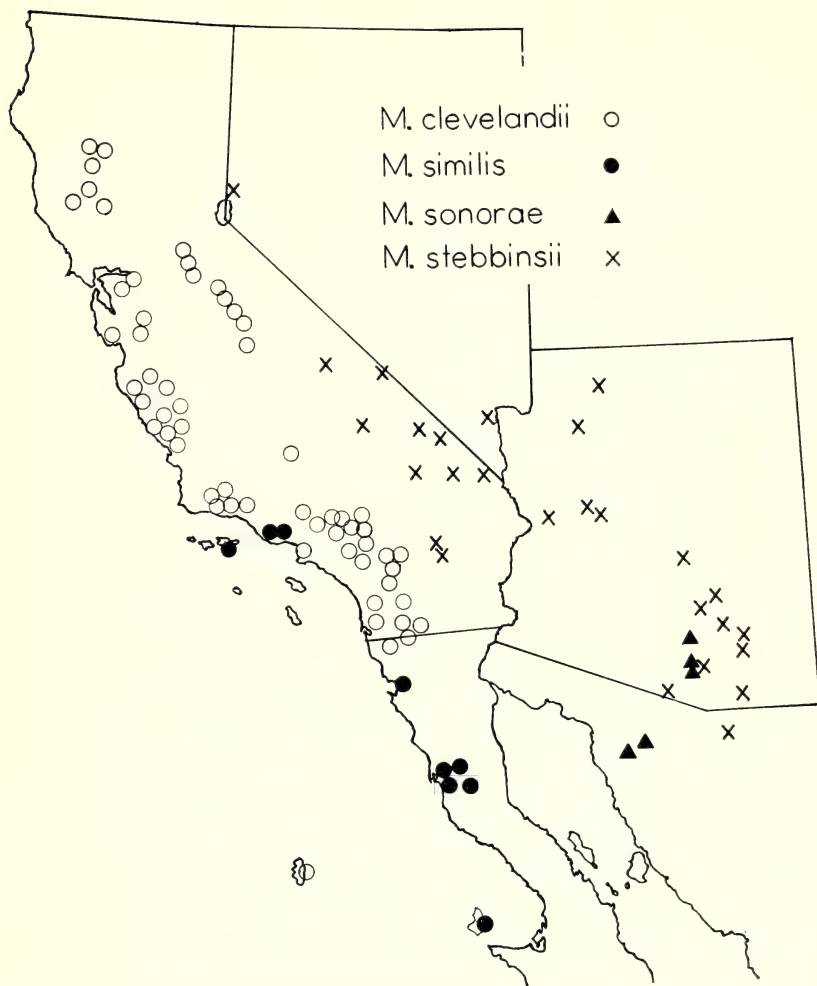 M. clevelandii ○
M. similis ●
M. sonorae ▲
M. stebbinsii ×